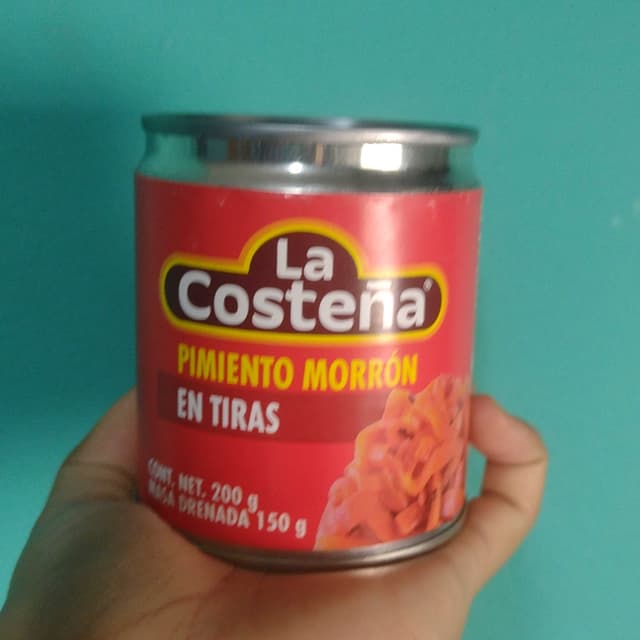 La
Costeña®
PIMIENTO MORRÓN
EN TIRAS
CONT. NET. 200 g
MASA DRENADA 150 g